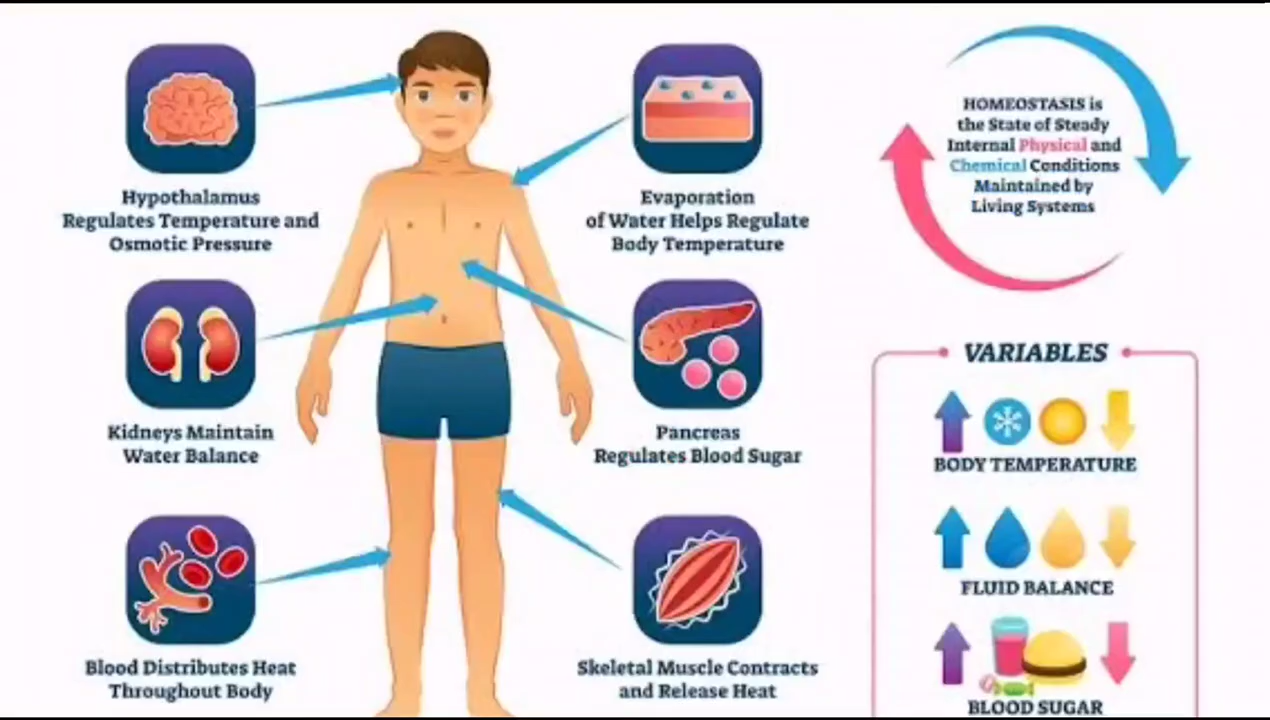 Hypothalamus
Regulates Temperature and
Osmotic Pressure
Evaporation
of Water Helps Regulate
Body Temperature
HOMEOSTASIS is
the State of Steady
Internal Physical and
Chemical Conditions
Maintained by
Living Systems
Kidneys Maintain
Water Balance
Pancreas
Regulates Blood Sugar
Blood Distributes Heat
Throughout Body
Skeletal Muscle Contracts
and Release Heat
VARIABLES
BODY TEMPERATURE
FLUID BALANCE
BLOOD SUGAR